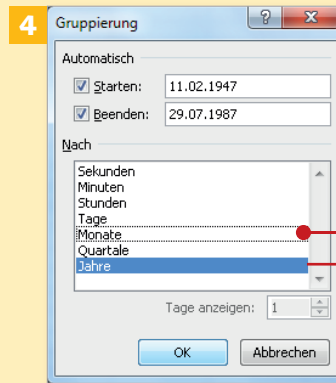 4
Gruppierung
Automatisch
Starten: 11.02.1947
Beenden: 29.07.1987
Nach
Sekunden
Minuten
Stunden
Tage
Monate
Quartale
Jahre
Tage anzeigen: 1
OK Abbrechen